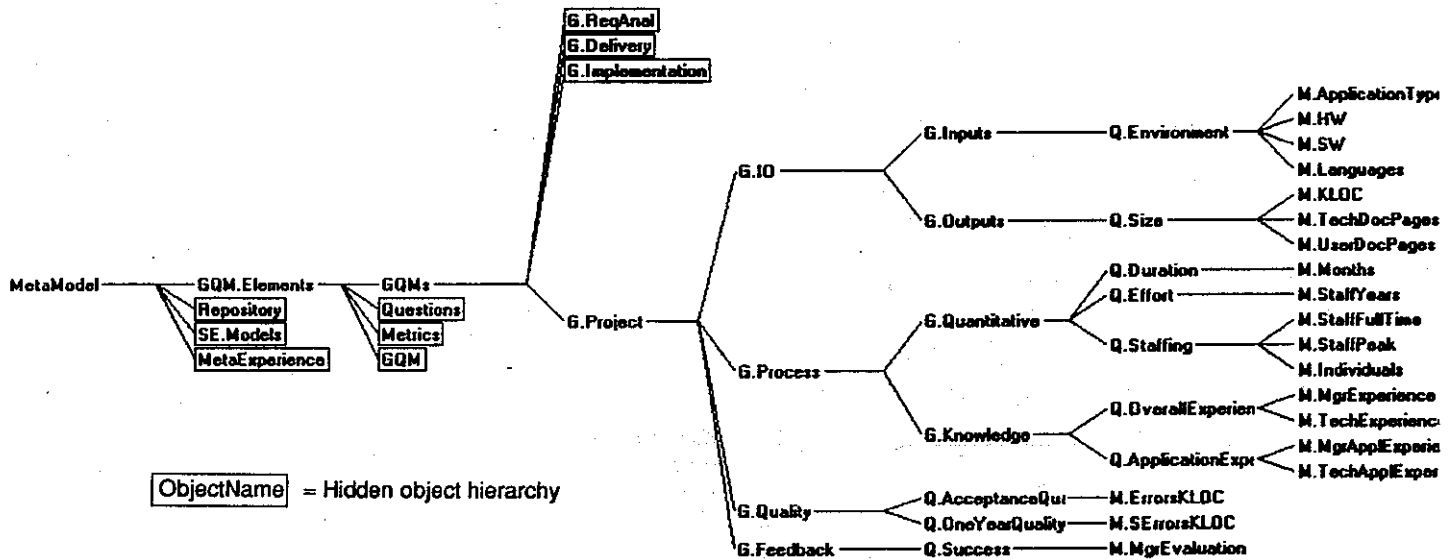 G.ReqAnal
G.Delivery
G.Implementation
M.ApplicationType
G.Inputs
Q.Environment
M.HW
M.SW
G.IO
M.Languages
M.KLOC
G.Outputs
Q.Size
M.TechDocPages
M.UserDocPages
MetaModel
GQM.Elements
GQMs
Q.Duration
M.Months
Repository
Questions
Q.Effort
M.StaffYears
SE.Models
Metrics
G.Project
G.Quantitative
M.StaffFullTime
MetaExperience
GQM
Q.Staffing
M.StaffPeak
G.Process
M.Individuals
Q.OverallExperien
M.MgrExperience
M.TechExperienc
G.Knowledge
Q.ApplicationExpe
M.MgrApplExperie
M.TechApplExper
ObjectName = Hidden object hierarchy
G.Quality
Q.AcceptanceQua
M.ErrorsKLOC
Q.OneYearQuality
M.SErrorsKLOC
G.Feedback
Q.Success
M.MgrEvaluation